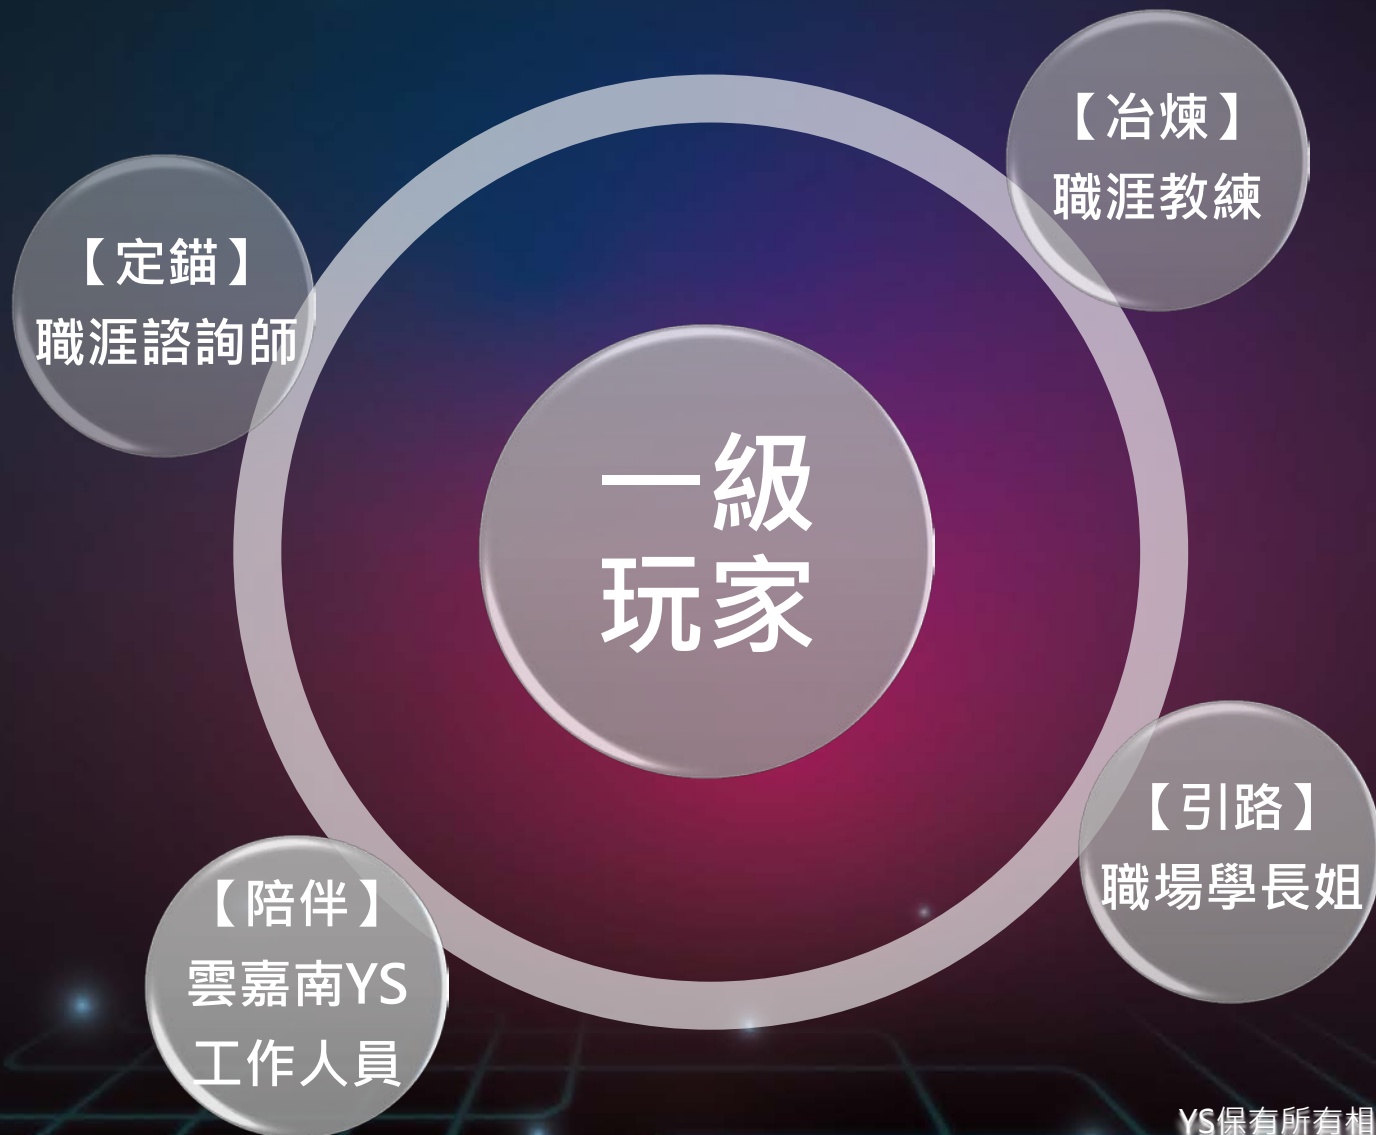 【冶煉】
職涯教練
【定錨】
職涯諮詢師
一級
玩家
【引路】
職場學長姐
【陪伴】
雲嘉南YS
工作人員
YS保有所有相